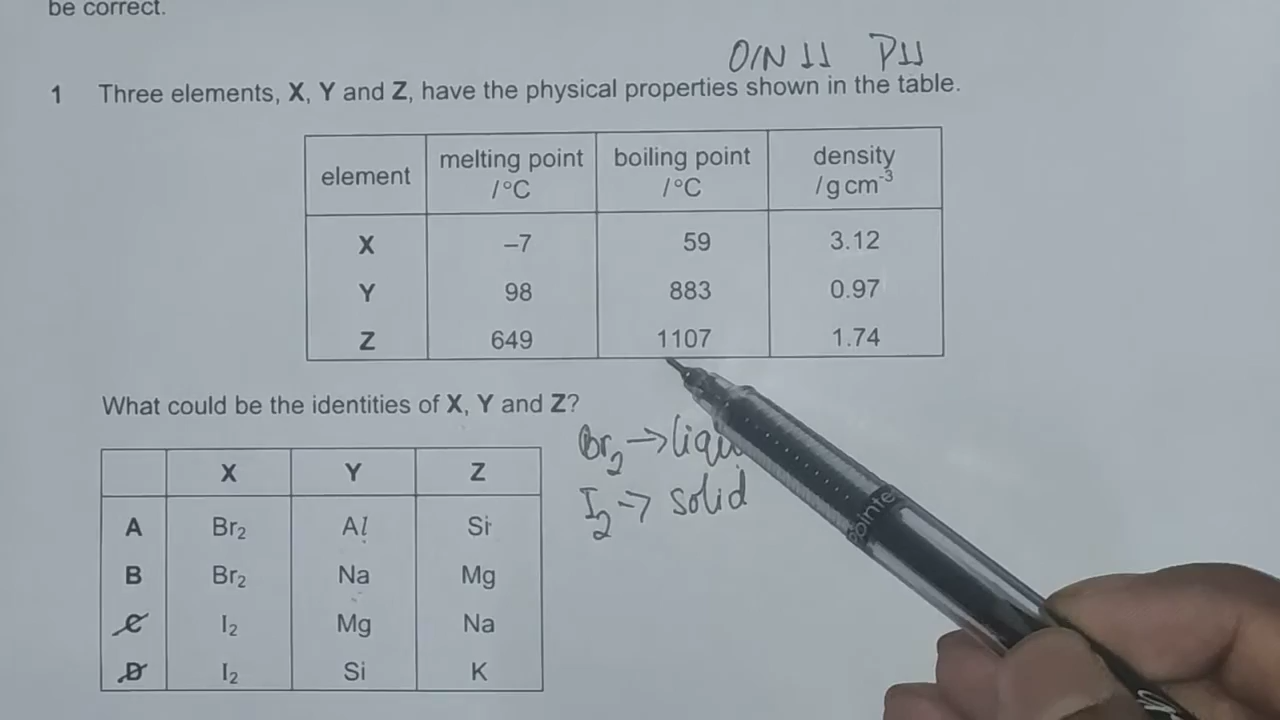 be correct.
O/N 11 P11
1 Three elements, X, Y and Z, have the physical properties shown in the table.
element melting point /°C boiling point /°C density /g cm⁻³
X –7 59 3.12
Y 98 883 0.97
Z 649 1107 1.74
What could be the identities of X, Y and Z?
Br₂ →
I₂ → solid
X Y Z
A Br₂ Al Si
B Br₂ Na Mg
C I₂ Mg Na
D I₂ Si K